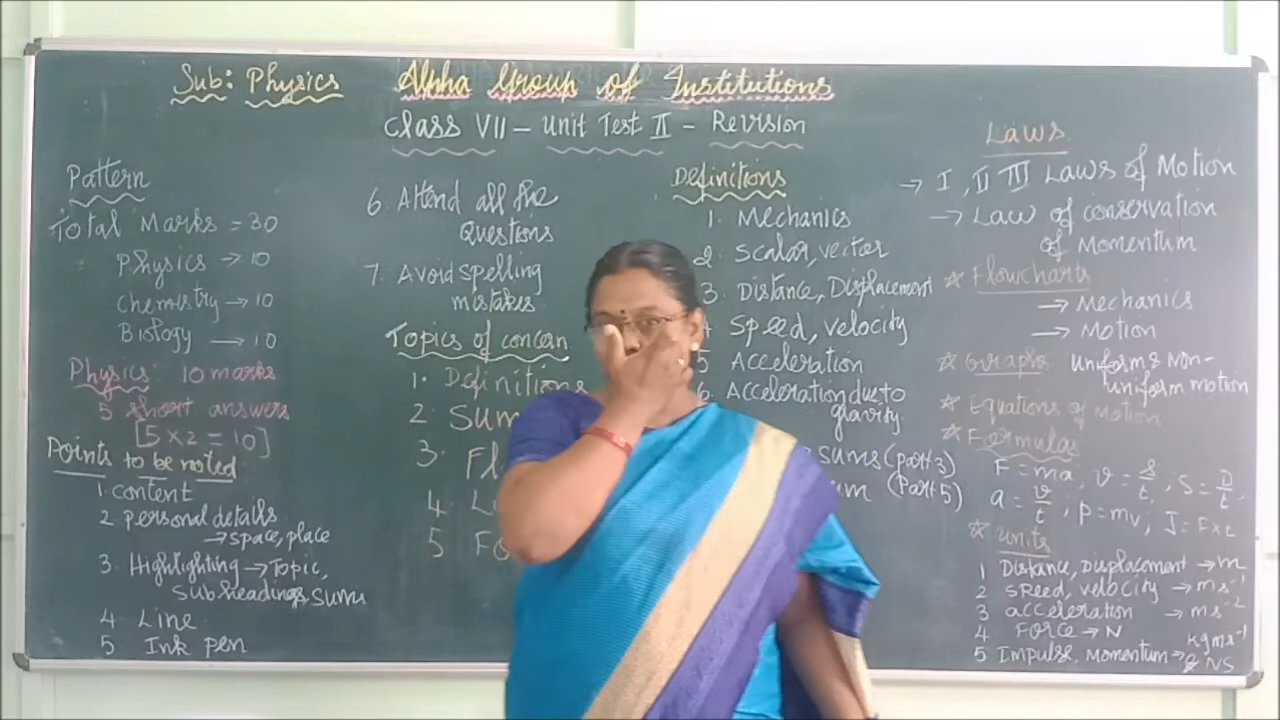 Sub: Physics Alpha Group of Institutions
Class VII - Unit Test II - Revision
Pattern
Total Marks = 30
Physics → 10
Chemistry → 10
Biology → 10
Physics: 10 marks
5 short answers
[5 x 2 = 10]
Points to be noted
1. content
2 personal details
→ space, place
3. Highlighting → Topic,
Sub headings, sums
4 Line
5 Ink pen
6. Attend all the
Questions
7. Avoid spelling
mistakes
Topics of concern
1. Definitions
2 Sum
3. Fl
4 L
5 Fo
Definitions
1. Mechanics
2. Scalar, vector
3. Distance, Displacement
4 Speed, velocity
5 Acceleration
6. Acceleration due to
gravity.
sums (part 3)
um (Part 5)
Laws
→ I, II III Laws of Motion
→ Law of conservation
of Momentum
☆ Flowcharts
→ Mechanics
→ Motion
☆ Graphs uniform & Non-
uniform motion
☆ Equations of Motion
☆ Formulas
F = ma, v = s/t, S = D/t,
a = v/t, p = mv, J = F x t
☆ Units
1 Distance, displacement → m
2 speed, velocity → ms⁻¹
3 acceleration → ms⁻²
4 Force → N
5 Impulse, Momentum → kgms⁻¹
& NS